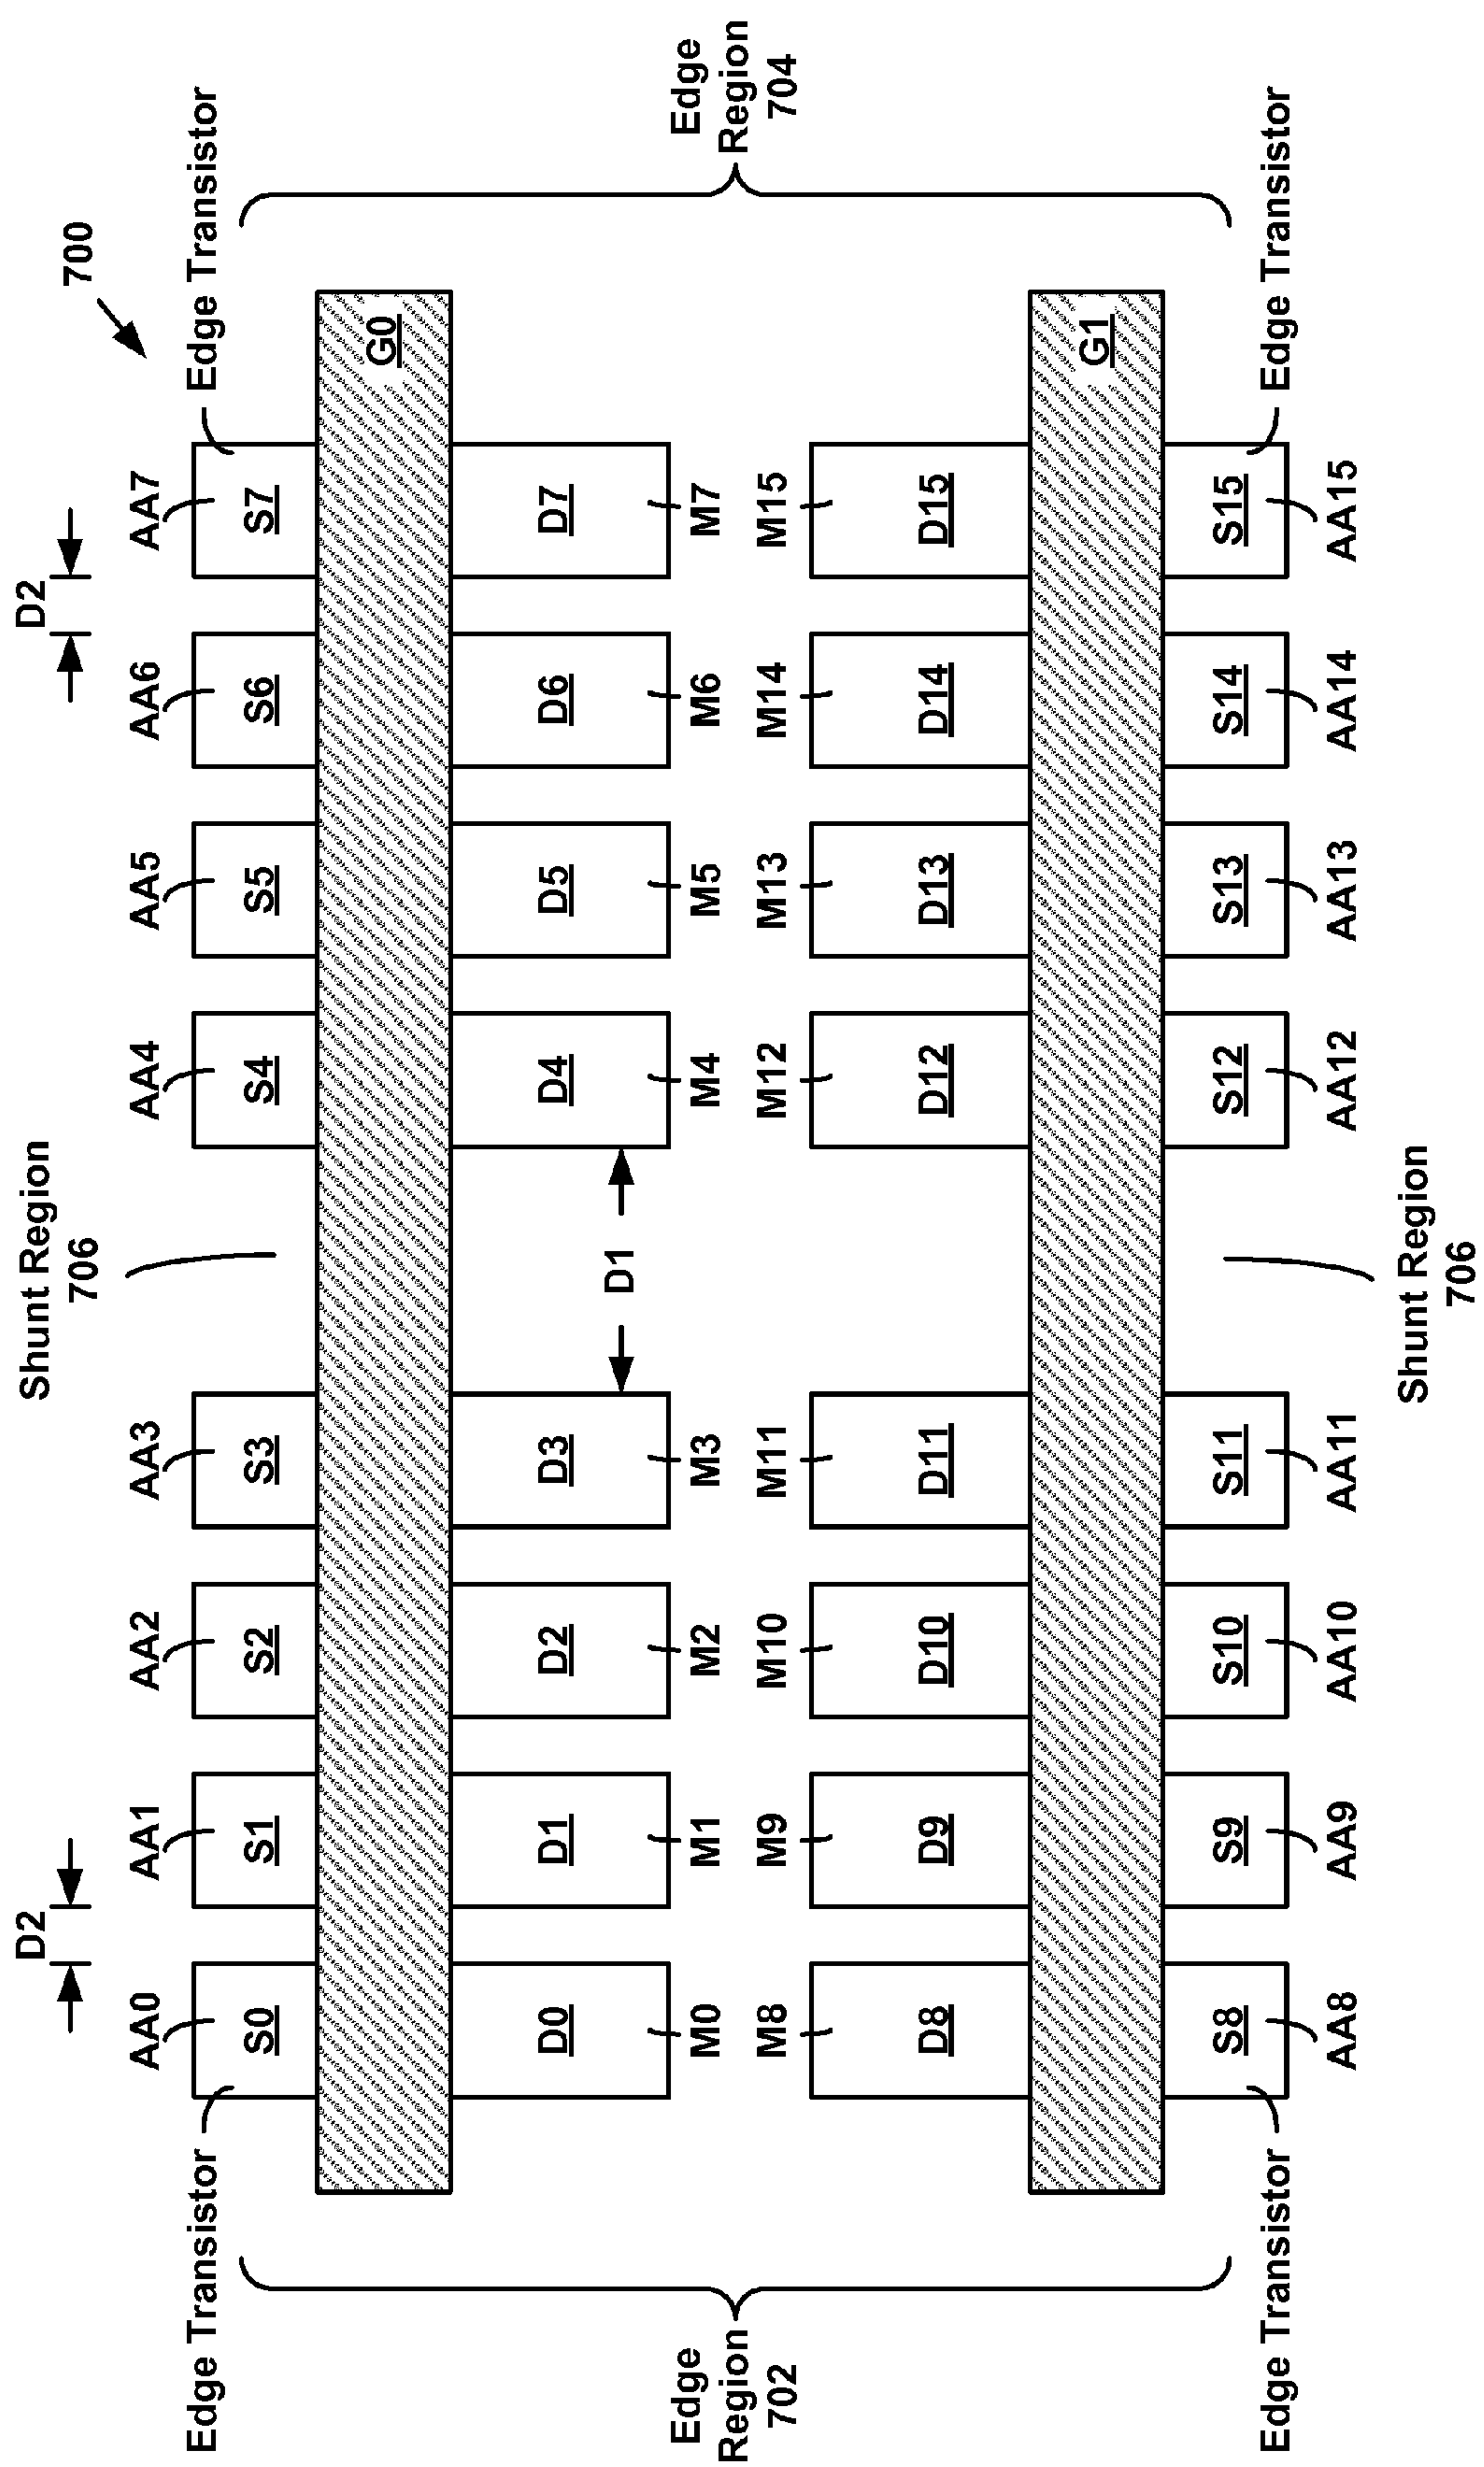 700
Shunt Region
706
D2
D2
AA0
AA1
AA2
AA3
AA4
AA5
AA6
AA7
Edge Transistor
Edge Transistor
S0
S1
S2
S3
S4
S5
S6
S7
G0
D0
D1
D2
D3
D4
D5
D6
D7
D1
M0
M1
M2
M3
M4
M5
M6
M7
Edge
Region
702
Edge
Region
704
M8
M9
M10
M11
M12
M13
M14
M15
D8
D9
D10
D11
D12
D13
D14
D15
G1
S8
S9
S10
S11
S12
S13
S14
S15
Edge Transistor
Edge Transistor
AA8
AA9
AA10
AA11
AA12
AA13
AA14
AA15
Shunt Region
706